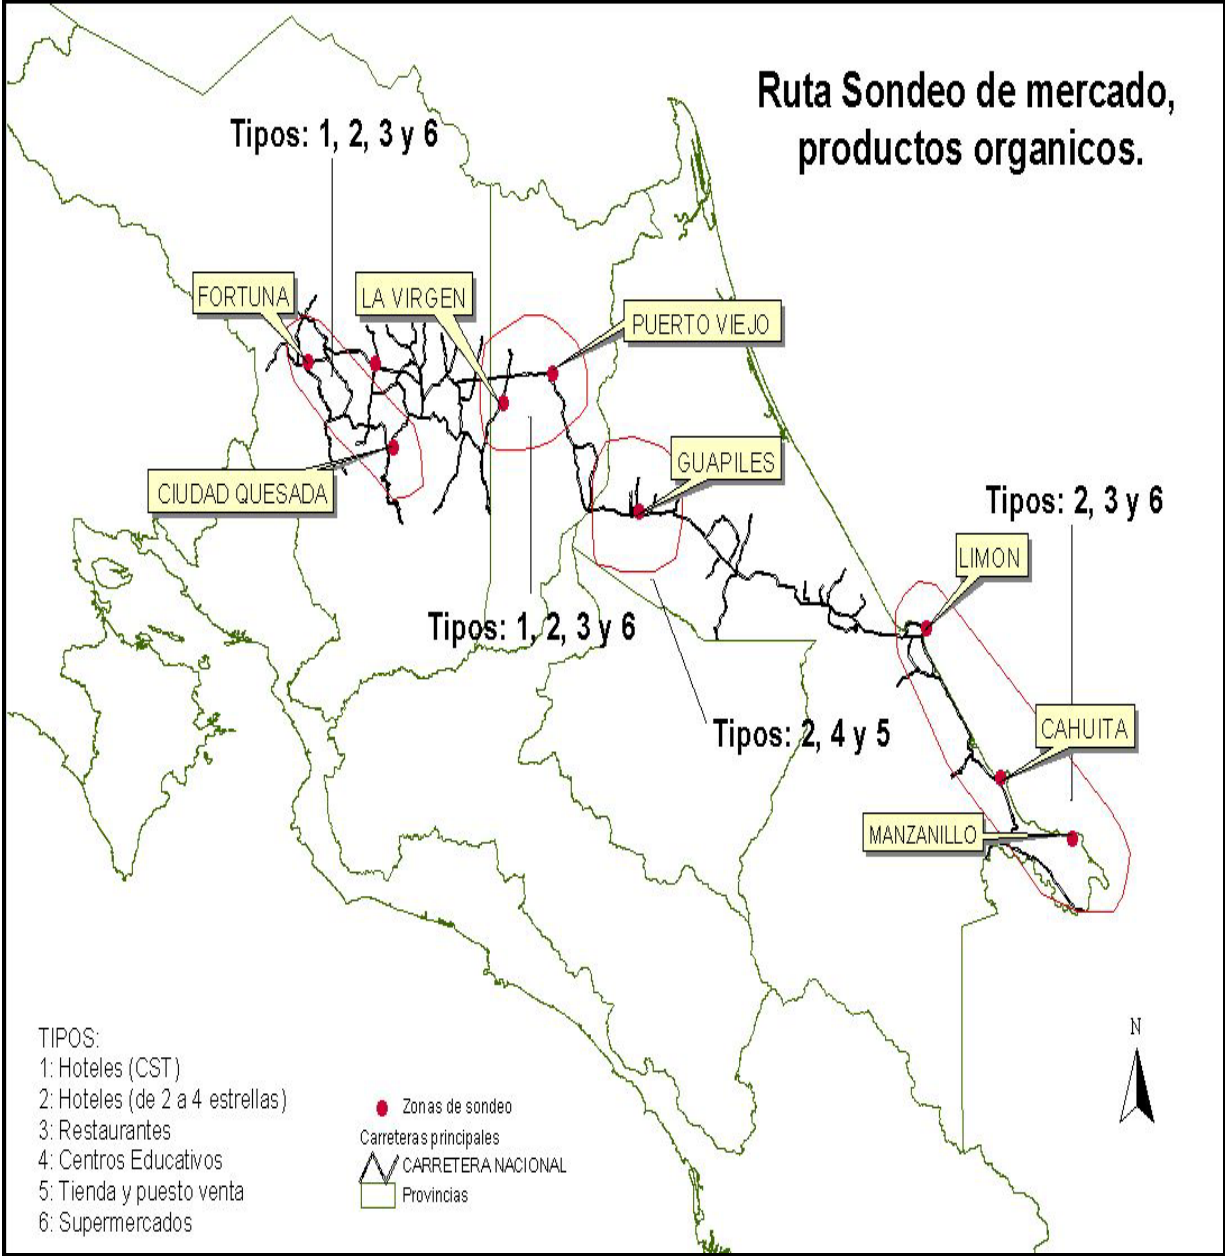 Ruta Sondeo de mercado,
productos organicos.
Tipos: 1, 2, 3 y 6
FORTUNA
LA VIRGEN
PUERTO VIEJO
CIUDAD QUESADA
GUAPILES
Tipos: 2, 3 y 6
LIMON
Tipos: 1, 2, 3 y 6
Tipos: 2, 4 y 5
CAHUITA
MANZANILLO
N
TIPOS:
1: Hoteles (CST)
2: Hoteles (de 2 a 4 estrellas)
3: Restaurantes
4: Centros Educativos
5: Tienda y puesto venta
6: Supermercados
Zonas de sondeo
Carreteras principales
CARRETERA NACIONAL
Provincias